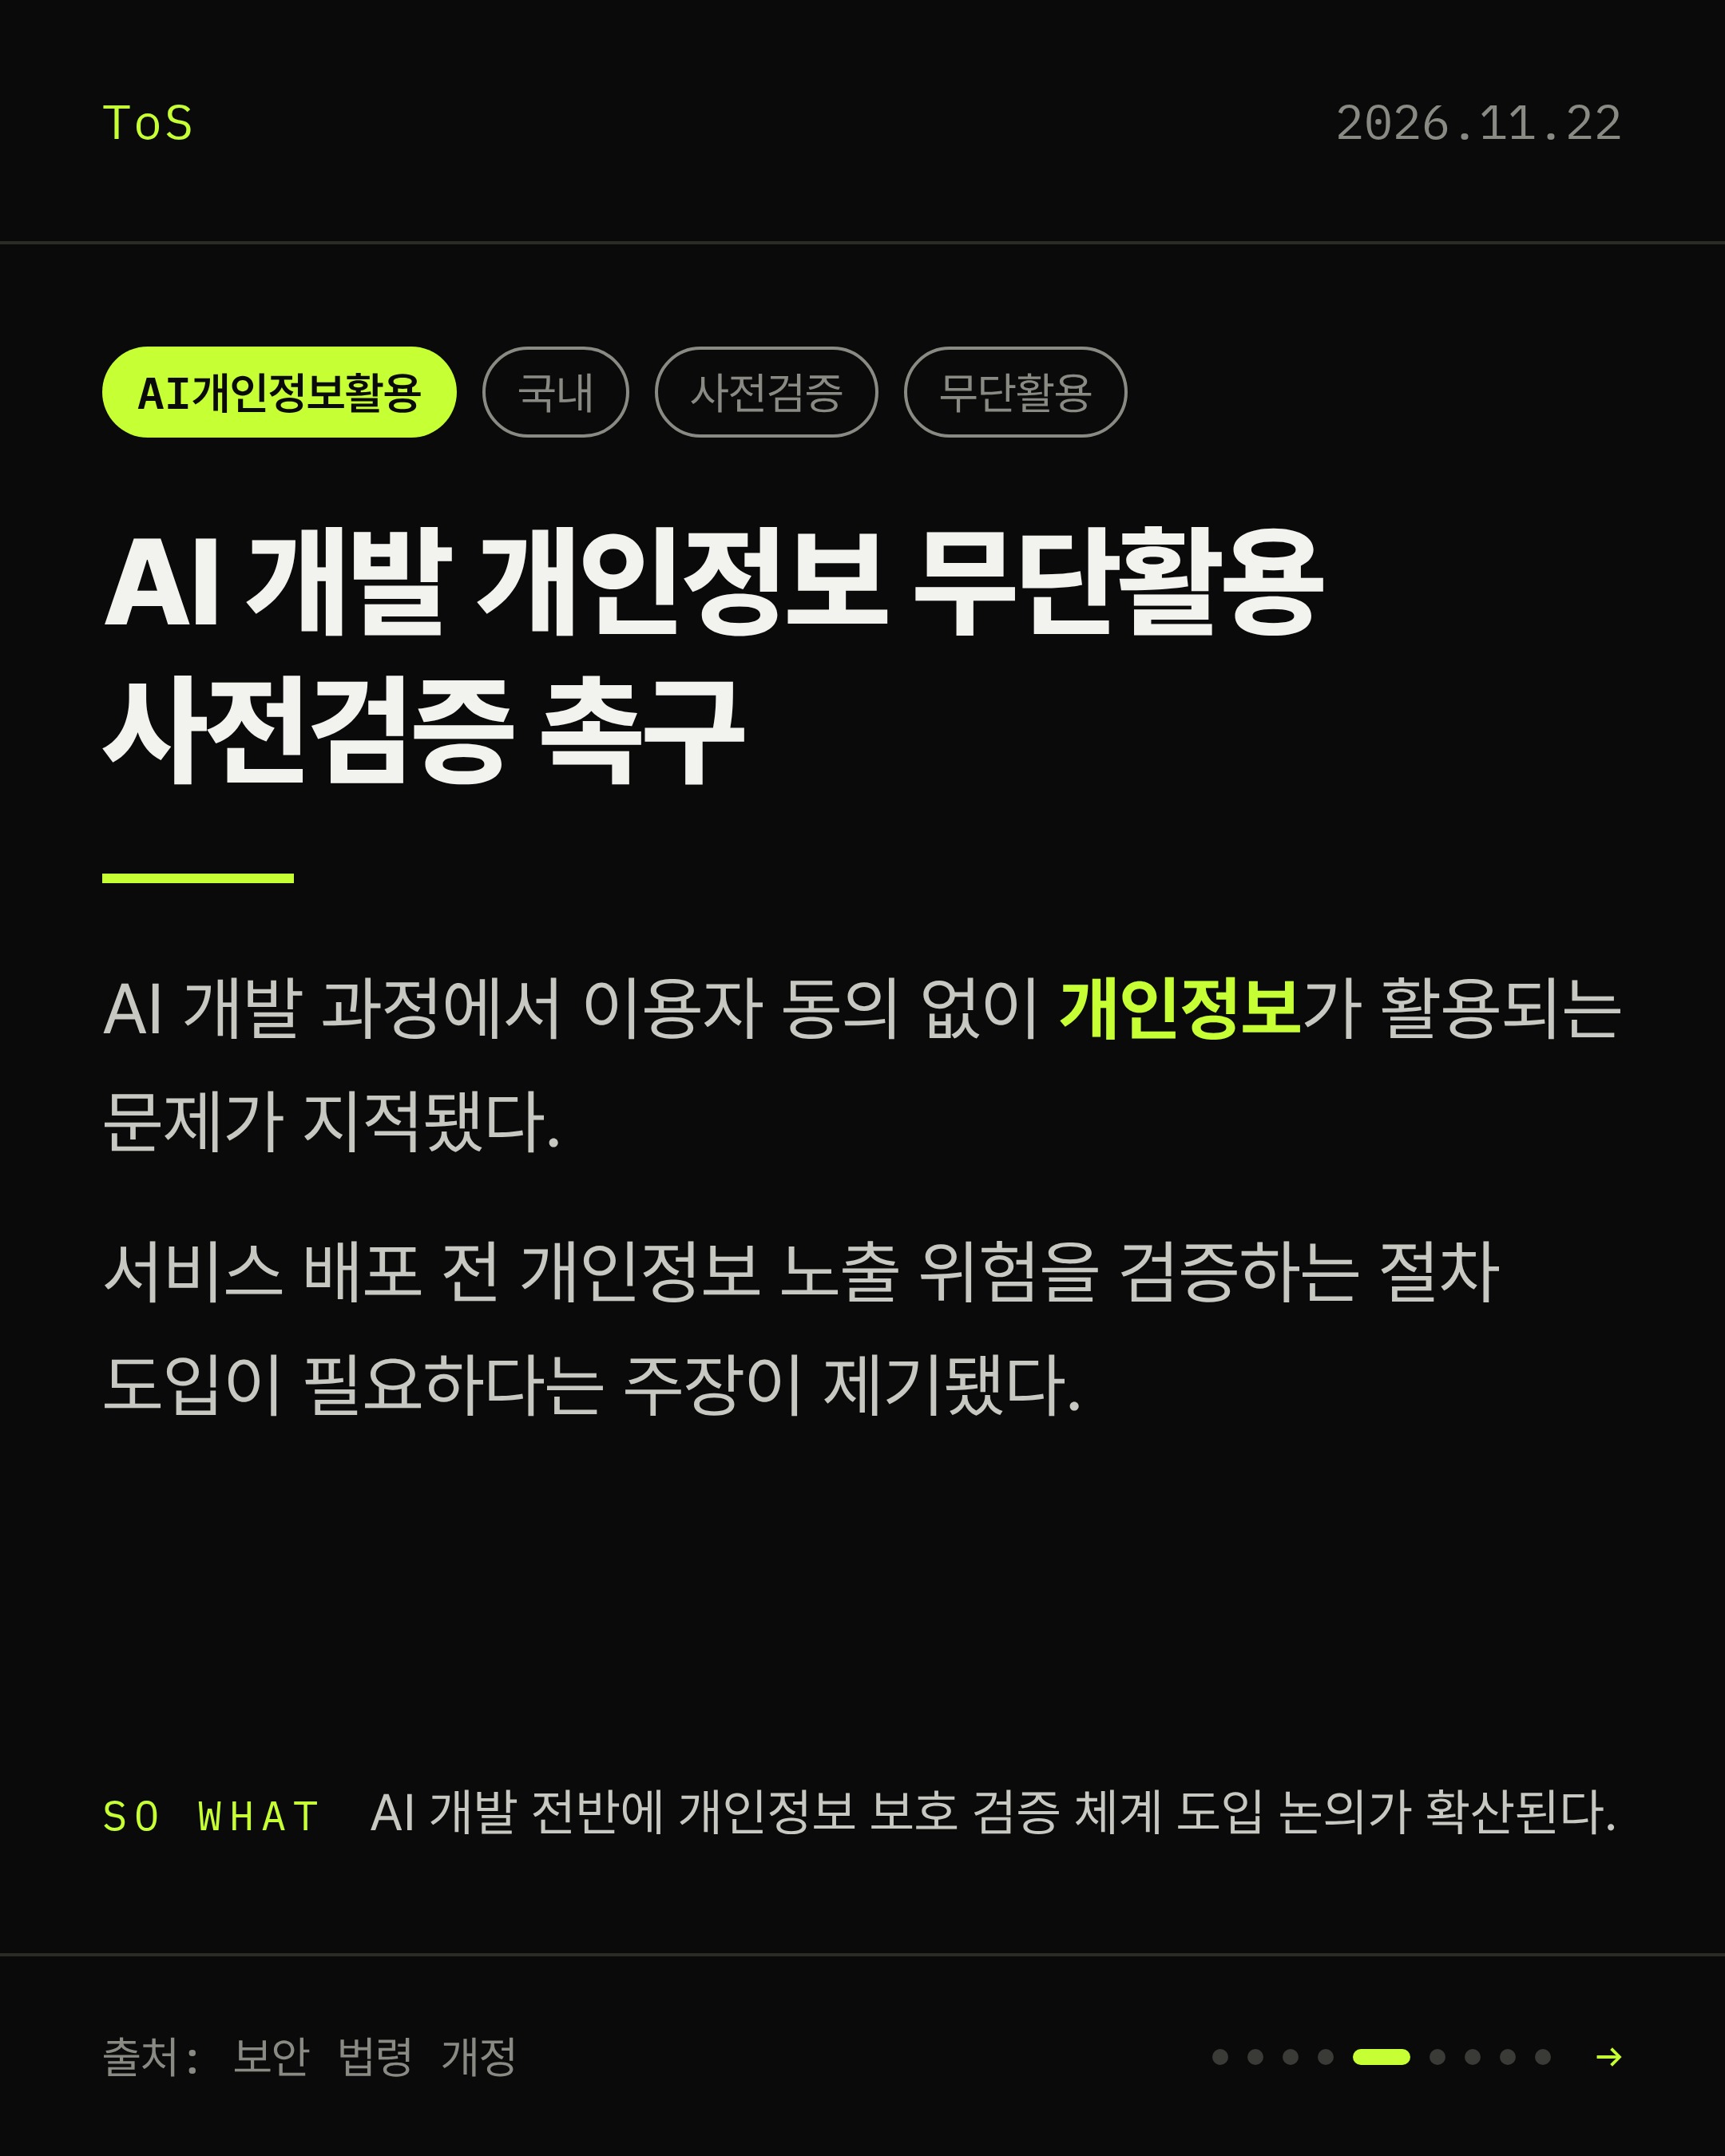 ToS
2026.11.22
AI개인정보활용
국내
사전검증
무단활용
AI 개발 개인정보 무단활용
사전검증 촉구
AI 개발 과정에서 이용자 동의 없이 개인정보가 활용되는
문제가 지적됐다.
서비스 배포 전 개인정보 노출 위험을 검증하는 절차
도입이 필요하다는 주장이 제기됐다.
SO WHAT AI 개발 전반에 개인정보 보호 검증 체계 도입 논의가 확산된다.
출처: 보안 법령 개정
→